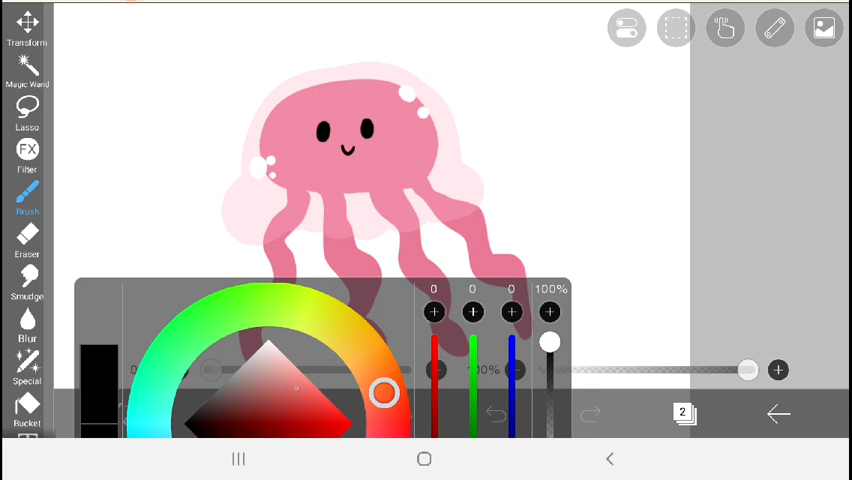 Transform
Magic Wand
Lasso
FX
Filter
Brush
Eraser
Smudge
Blur
Special
Bucket
0
0
0
100%
0
100%
2